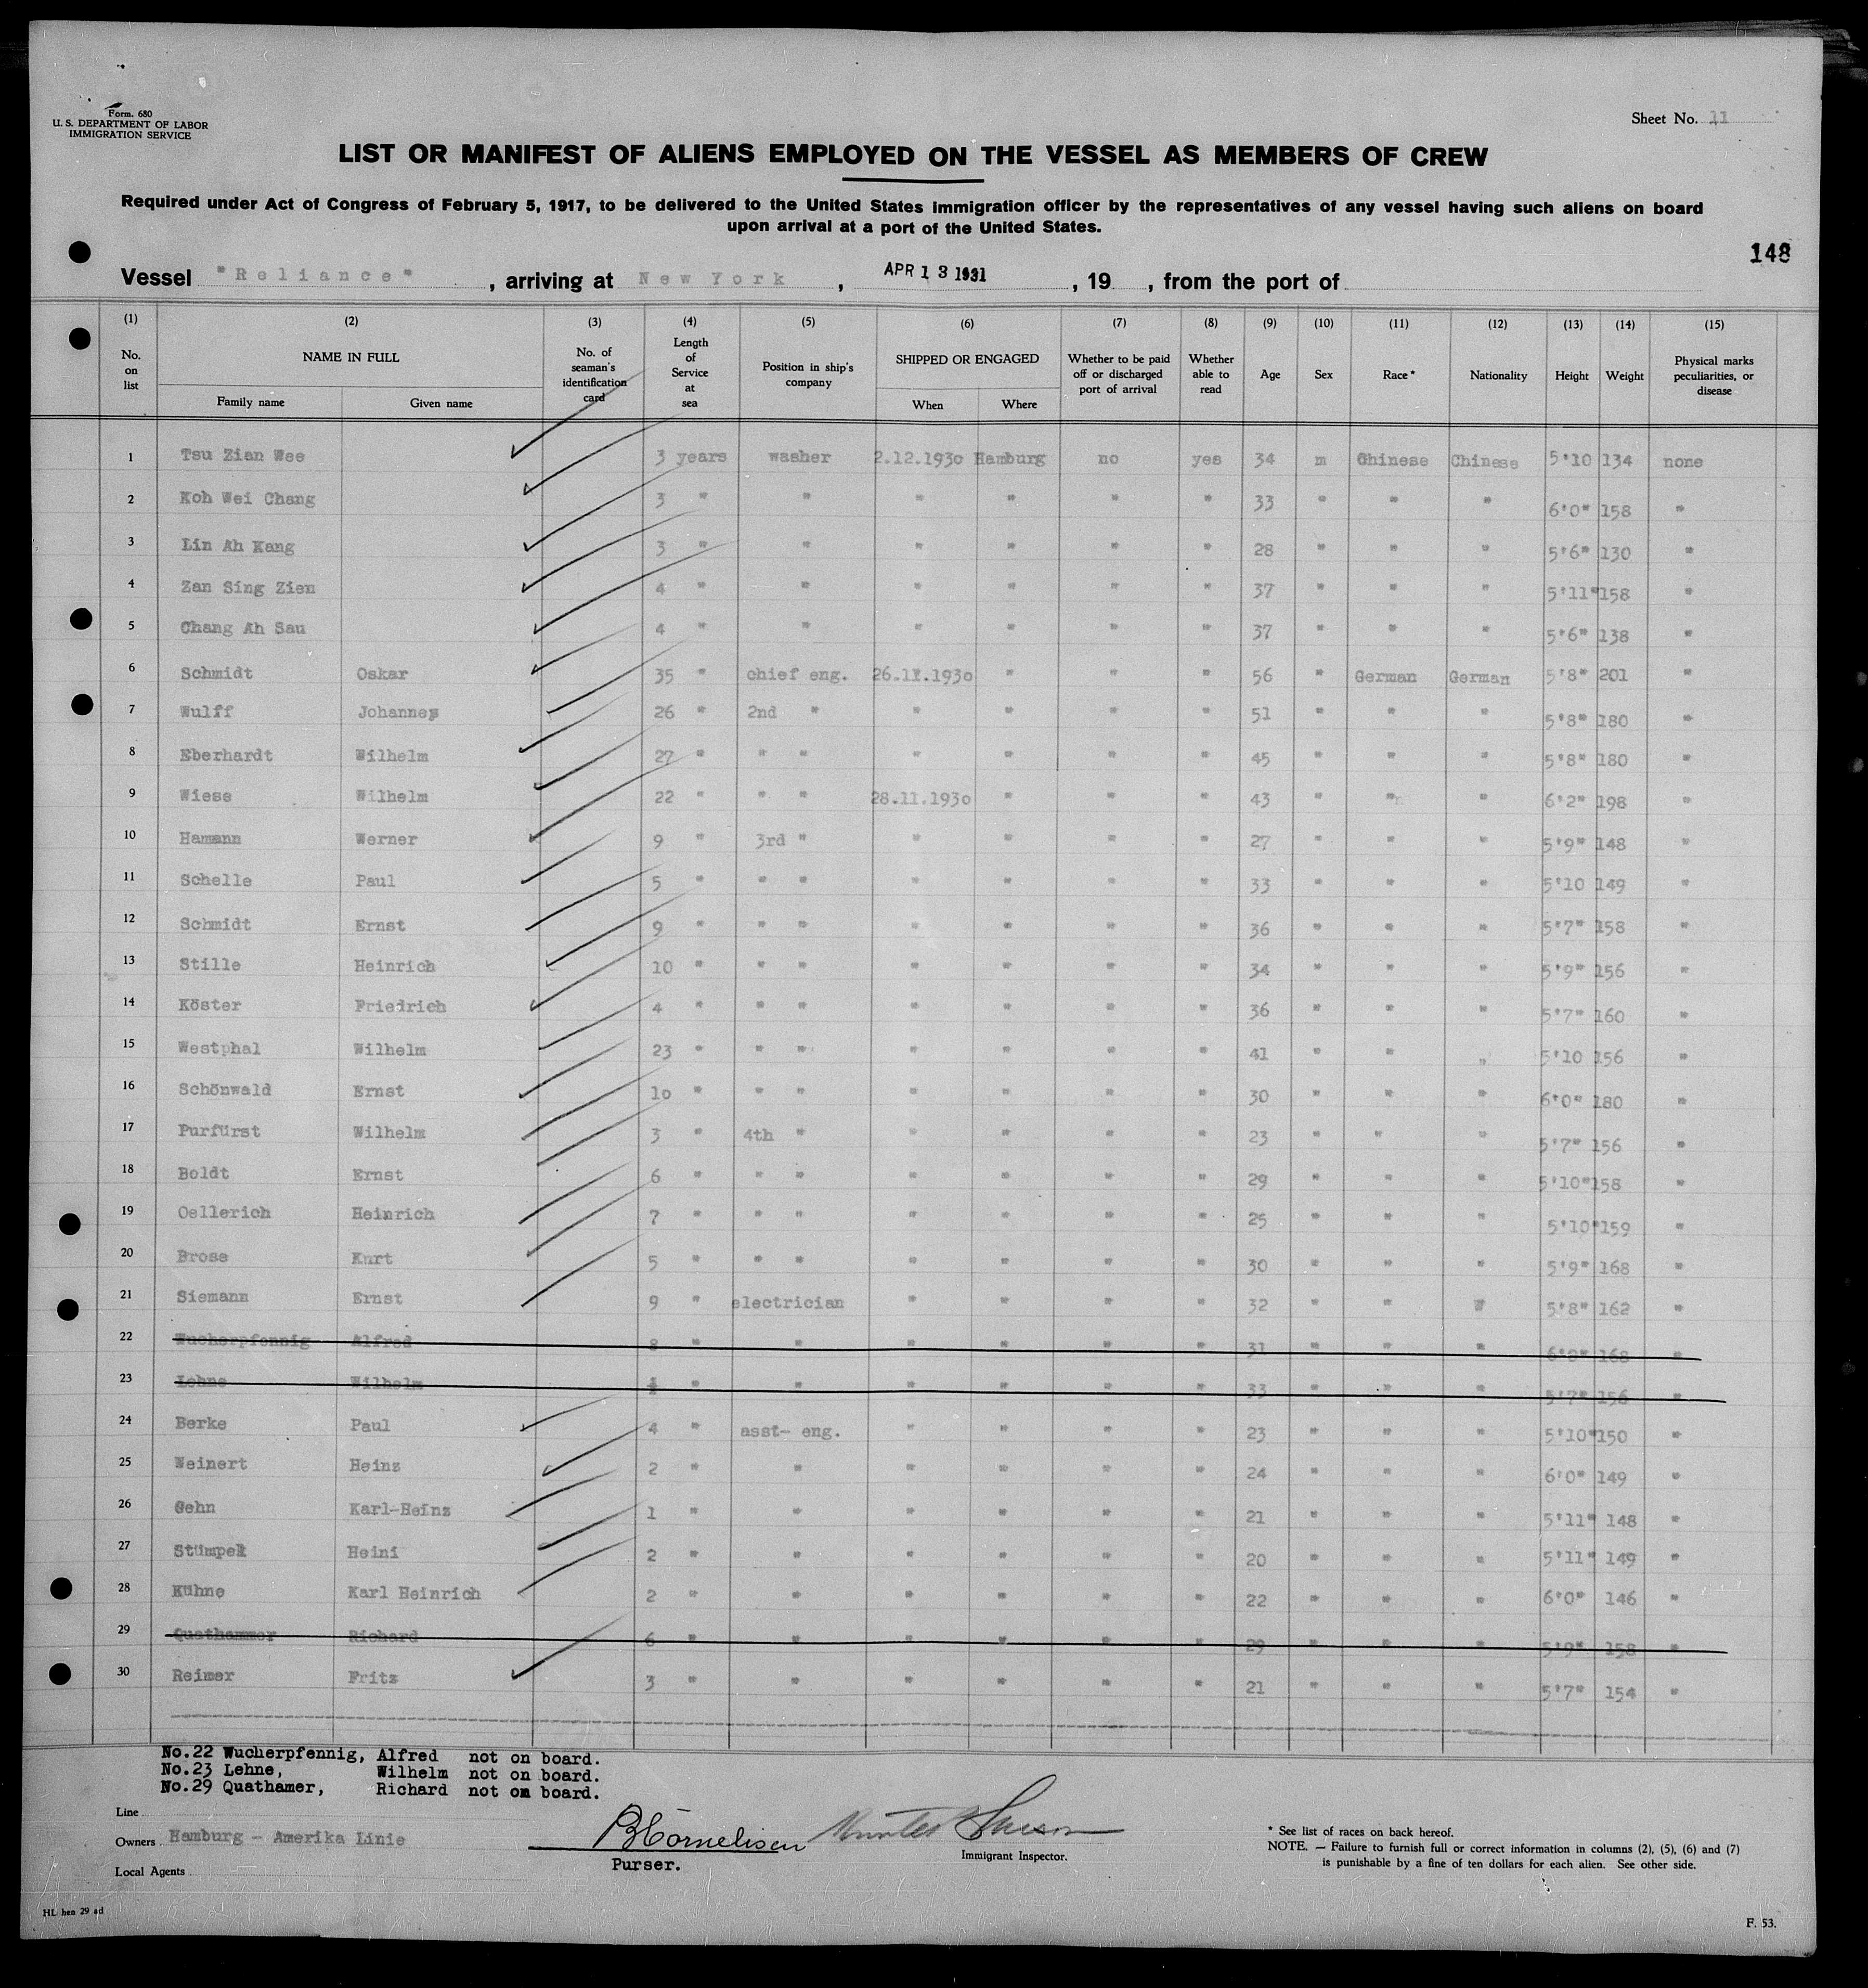 Form. 680
U. S. DEPARTMENT OF LABOR
IMMIGRATION SERVICE
Sheet No. 11
LIST OR MANIFEST OF ALIENS EMPLOYED ON THE VESSEL AS MEMBERS OF CREW
Required under Act of Congress of February 5, 1917, to be delivered to the United States immigration officer by the representatives of any vessel having such aliens on board
upon arrival at a port of the United States.
148
Vessel "Reliance", arriving at New York, APR 13 1931, 19 , from the port of
(1) (2) (3) (4) (5) (6) (7) (8) (9) (10) (11) (12) (13) (14) (15)
No. on list NAME IN FULL No. of seaman's identification card Length of Service at sea Position in ship's company SHIPPED OR ENGAGED Whether to be paid off or discharged port of arrival Whether able to read Age Sex Race* Nationality Height Weight Physical marks peculiarities, or disease
Family name Given name When Where
1 Tsu Zian Wee 3 years washer 2.12.1930 Hamburg no yes 34 m Chinese Chinese 5'10 134 none
2 Koh Wei Chang 3 " " " " " " 33 " " " 6'0" 158 "
3 Lin Ah Kang 3 " " " " " " 28 " " " 5'6" 130 "
4 Zan Sing Zien 4 " " " " " " 37 " " " 5'11" 158 "
5 Chang Ah Sau 4 " " " " " " 37 " " " 5'6" 138 "
6 Schmidt Oskar 35 " chief eng. 26.11.1930 " " " 56 " German German 5'8" 201 "
7 Wulff Johannes 26 " 2nd " " " " " 51 " " " 5'8" 180 "
8 Eberhardt Wilhelm 27 " " " " " " " 45 " " " 5'8" 180 "
9 Wiese Wilhelm 22 " " " 28.11.1930 " " " 43 " " " 6'2" 198 "
10 Hamann Werner 9 " 3rd " " " " " 27 " " " 5'9" 148 "
11 Schelle Paul 5 " " " " " " " 33 " " " 5'10 149 "
12 Schmidt Ernst 9 " " " " " " " 36 " " " 5'7" 158 "
13 Stille Heinrich 10 " " " " " " " 34 " " " 5'9" 156 "
14 Köster Friedrich 4 " " " " " " " 36 " " " 5'7" 160 "
15 Westphal Wilhelm 23 " " " " " " " 41 " " " 5'10 156 "
16 Schönwald Ernst 10 " " " " " " " 30 " " " 6'0" 180 "
17 Purfürst Wilhelm 3 " 4th " " " " " 23 " " " 5'7" 156 "
18 Boldt Ernst 6 " " " " " " " 29 " " " 5'10" 158 "
19 Oellerich Heinrich 7 " " " " " " " 25 " " " 5'10" 159 "
20 Brose Kurt 5 " " " " " " " 30 " " " 5'9" 168 "
21 Siemann Ernst 9 " electrician " " " " 32 " " " 5'8" 162 "
22 Wucherpfennig Alfred 8 " " " " " " 31 " " " 6'0" 168 "
23 Lehne Wilhelm " " " " " " 33 " " " 5'7" 156 "
24 Berke Paul 4 " asst- eng. " " " " 23 " " " 5'10" 150 "
25 Weinert Heinz 2 " " " " " " 24 " " " 6'0" 149 "
26 Gehn Karl-Heinz 1 " " " " " " 21 " " " 5'11" 148 "
27 Stümpel Heini 2 " " " " " " 20 " " " 5'11" 149 "
28 Kühne Karl Heinrich 2 " " " " " " 22 " " " 6'0" 146 "
29 Quathammer Richard 6 " " " " " " 29 " " " 5'9" 158 "
30 Reimer Fritz 3 " " " " " " 21 " " " 5'7" 154 "
No.22 Wucherpfennig, Alfred not on board.
No.23 Lehne, Wilhelm not on board.
No.29 Quathamer, Richard not on board.
Line
Owners Hamburg - Amerika Linie
Local Agents
BCornelisen
Purser.
Immigrant Inspector.
* See list of races on back hereof.
NOTE. — Failure to furnish full or correct information in columns (2), (5), (6) and (7)
is punishable by a fine of ten dollars for each alien. See other side.
HL hen 29 ad
F. 53.